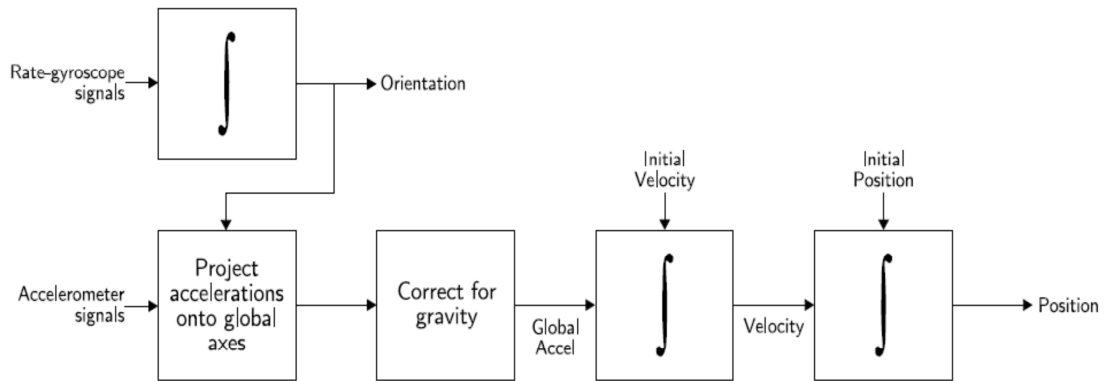 Rate-gyroscope
signals
∫
Orientation
Initial
Velocity
Initial
Position
Accelerometer
signals
Project
accelerations
onto global
axes
Correct for
gravity
Global
Accel
∫
Velocity
∫
Position